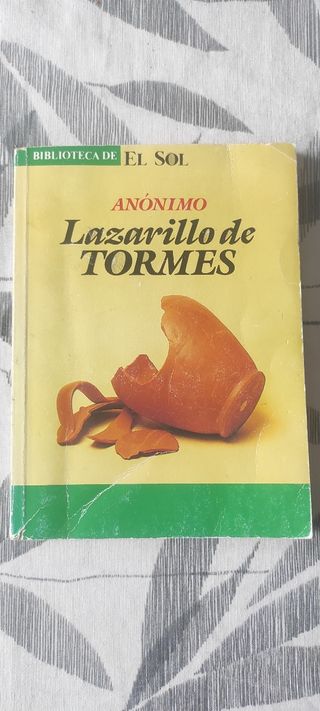 BIBLIOTECA DE EL SOL
ANÓNIMO
Lazarillo de
TORMES